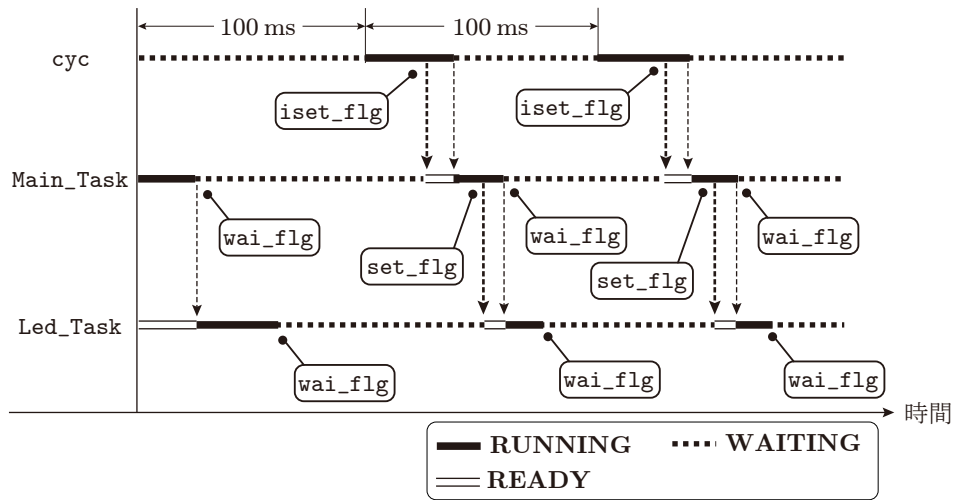 100 ms 100 ms
cyc
iset_flg iset_flg
Main_Task
wai_flg wai_flg wai_flg
set_flg set_flg
Led_Task
wai_flg wai_flg wai_flg
時間
RUNNING WAITING
READY